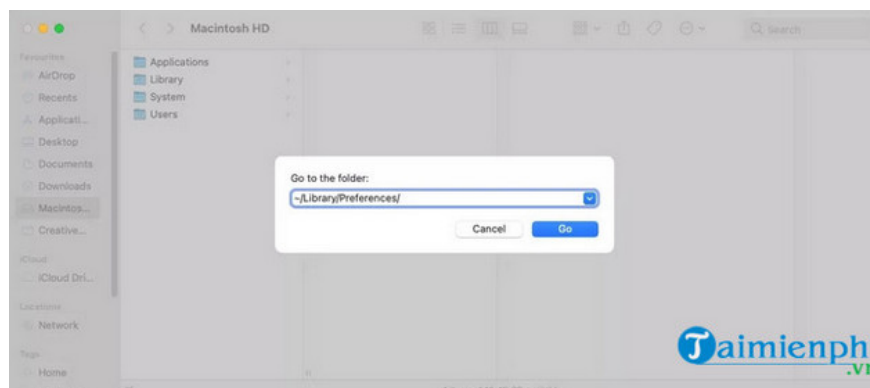 Macintosh HD
Search
Favourites
AirDrop
Recents
Applicati...
Desktop
Documents
Downloads
Macintos...
Creative...
iCloud
iCloud Dri...
Locations
Network
Tags
Home
Applications
Library
System
Users
Go to the folder:
~/Library/Preferences/
Cancel
Go
Taimienph
.vn